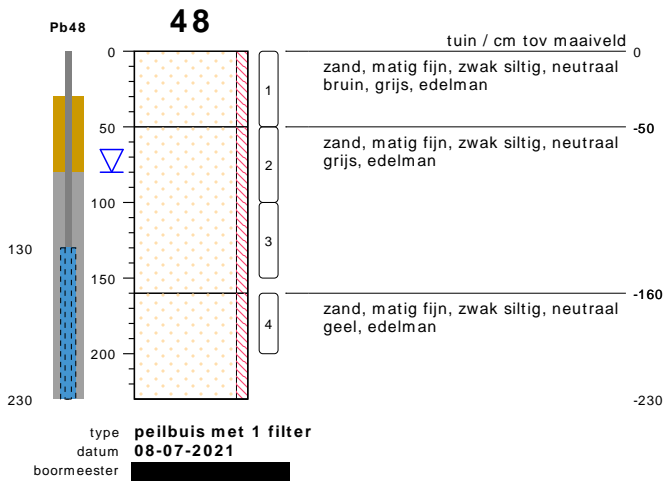 Pb48
48
tuin / cm tov maaiveld
0
0
zand, matig fijn, zwak siltig, neutraal
bruin, grijs, edelman
1
50
-50
zand, matig fijn, zwak siltig, neutraal
grijs, edelman
2
100
3
130
150
-160
zand, matig fijn, zwak siltig, neutraal
geel, edelman
4
200
230
-230
type peilbuis met 1 filter
datum 08-07-2021
boormeester